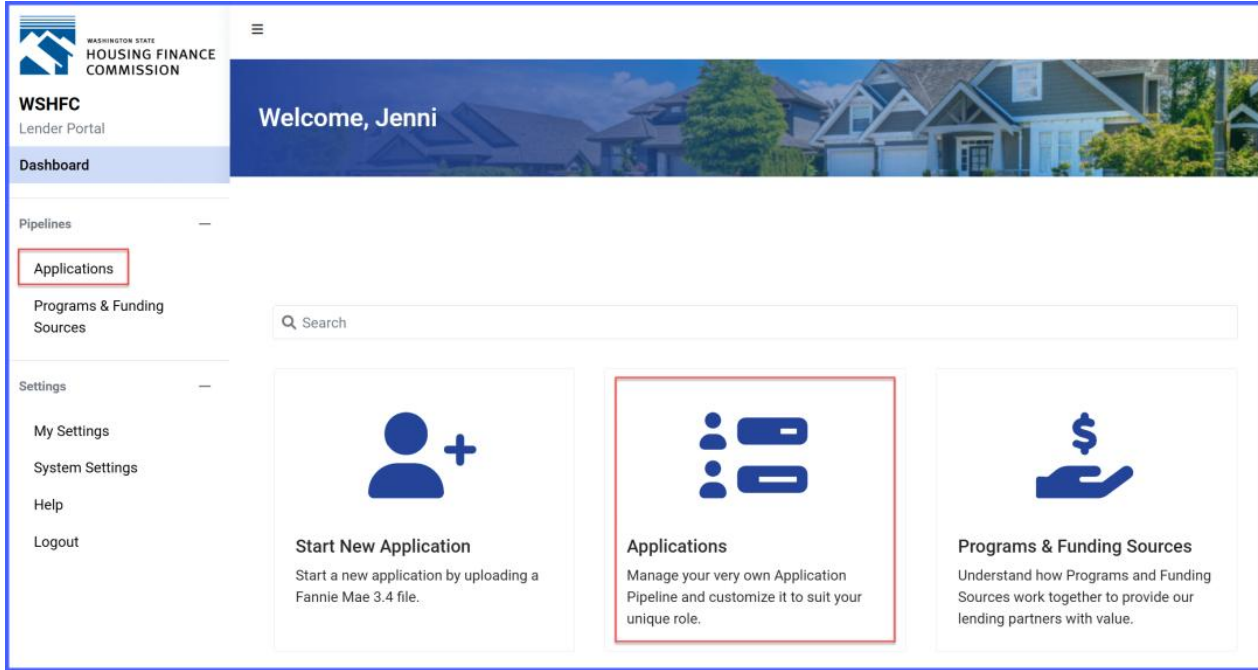 WASHINGTON STATE
HOUSING FINANCE
COMMISSION
WSHFC
Lender Portal
Dashboard
Pipelines
Applications
Programs & Funding
Sources
Settings
My Settings
System Settings
Help
Logout
Welcome, Jenni
Search
Start New Application
Start a new application by uploading a
Fannie Mae 3.4 file.
Applications
Manage your very own Application
Pipeline and customize it to suit your
unique role.
Programs & Funding Sources
Understand how Programs and Funding
Sources work together to provide our
lending partners with value.